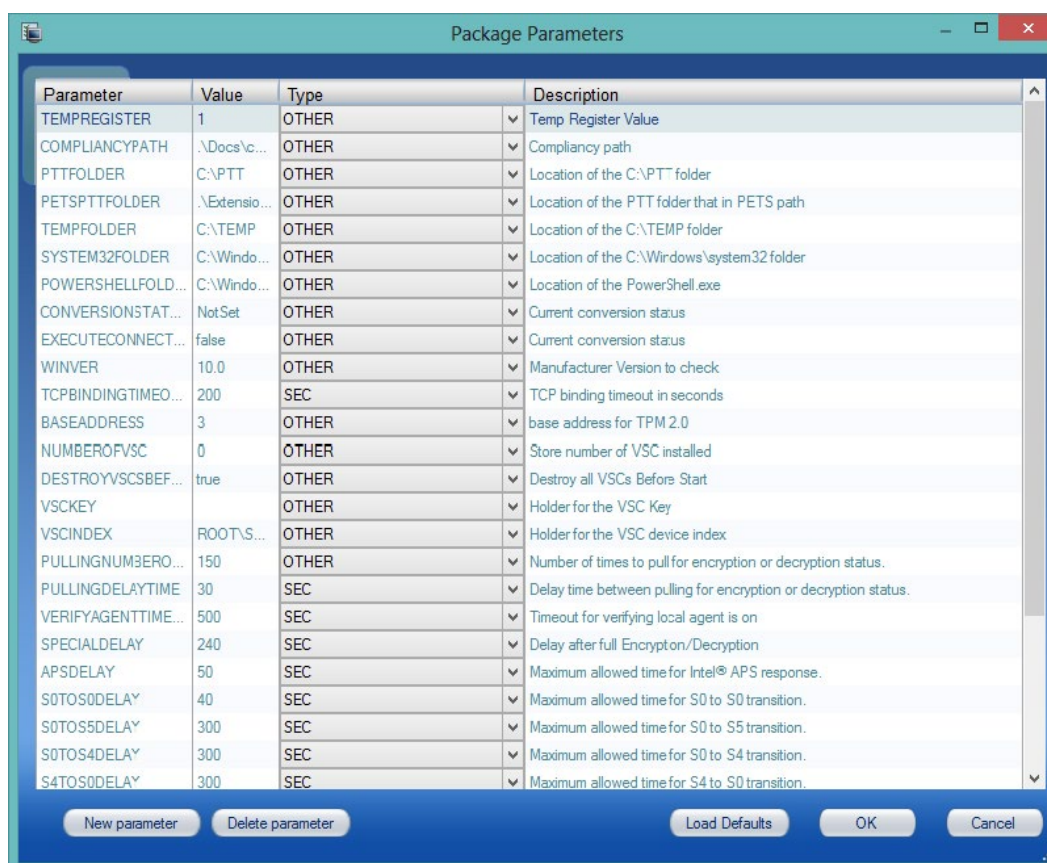 Package Parameters
Parameter Value Type Description
TEMPREGISTER 1 OTHER Temp Register Value
COMPLIANCYPATH .\Docs\c... OTHER Compliancy path
PTTFOLDER C:\PTT OTHER Location of the C:\PTT folder
PETSPTTFOLDER .\Extensio... OTHER Location of the PTT folder that in PETS path
TEMPFOLDER C:\TEMP OTHER Location of the C:\TEMP folder
SYSTEM32FOLDER C:\Windo... OTHER Location of the C:\Windows\system32 folder
POWERSHELLFOLD... C:\Windo... OTHER Location of the PowerShell.exe
CONVERSIONSTAT... NotSet OTHER Current conversion status
EXECUTECONNECT... false OTHER Current conversion status
WINVER 10.0 OTHER Manufacturer Version to check
TCPBINDINGTIMEO... 200 SEC TCP binding timeout in seconds
BASEADDRESS 3 OTHER base address for TPM 2.0
NUMBEROFVSC 0 OTHER Store number of VSC installed
DESTROYVSCSBEF... true OTHER Destroy all VSCs Before Start
VSCKEY OTHER Holder for the VSC Key
VSCINDEX ROOT\S... OTHER Holder for the VSC device index
PULLINGNUMBERO... 150 OTHER Number of times to pull for encryption or decryption status.
PULLINGDELAYTIME 30 SEC Delay time between pulling for encryption or decryption status.
VERIFYAGENTTIME... 500 SEC Timeout for verifying local agent is on
SPECIALDELAY 240 SEC Delay after full Encrypton/Decryption
APSDELAY 50 SEC Maximum allowed time for Intel® APS response.
S0TOS0DELAY 40 SEC Maximum allowed time for S0 to S0 transition.
S0TOS5DELAY 300 SEC Maximum allowed time for S0 to S5 transition.
S0TOS4DELAY 300 SEC Maximum allowed time for S0 to S4 transition.
S4TOS0DELAY 300 SEC Maximum allowed time for S4 to S0 transition.
New parameter Delete parameter Load Defaults OK Cancel